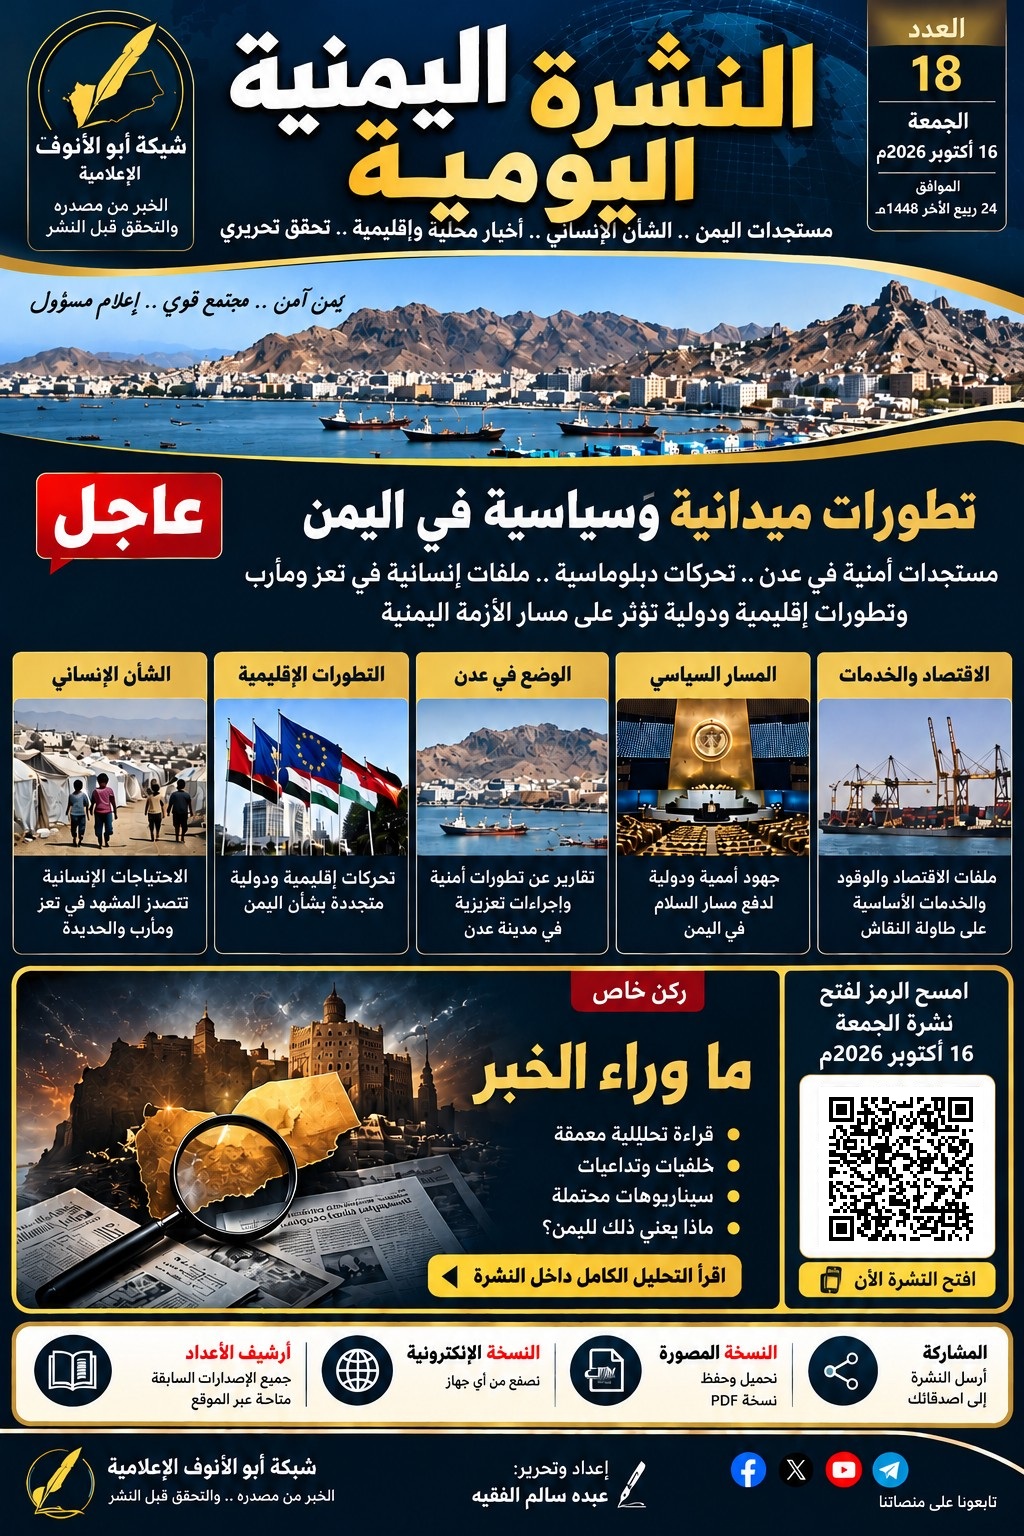 العدد
18
الجمعة
16 أكتوبر 2026م
الموافق
24 ربيع الآخر 1448هـ
النشرة اليمنية
اليومية
مستجدات اليمن .. الشأن الإنساني .. أخبار محلية وإقليمية .. تحقق تحريري
شبكة أبو الأنوف
الإعلامية
الخبر من مصدره
والتحقق قبل النشر
يَمن آمن .. مجتمع قوي .. إعلام مسؤول
عاجل
تطورات ميدانية وَسياسية في اليمن
مستجدات أمنية في عدن .. تحركات دبلوماسية .. ملفات إنسانية في تعز ومأرب
وتطورات إقليمية ودولية تؤثر على مسار الأزمة اليمنية
الاقتصاد والخدمات
ملفات الاقتصاد والوقود
والخدمات الأساسية
على طاولة النقاش
المسار السياسي
جهود أممية ودولية
لدفع مسار السلام
في اليمن
الوضع في عدن
تقارير عن تطورات أمنية
وإجراءات تعزيزية
في مدينة عدن
التطورات الإقليمية
تحركات إقليمية ودولية
متجددة بشأن اليمن
الشأن الإنساني
الاحتياجات الإنسانية
تتصدر المشهد في تعز
ومأرب والحديدة
امسح الرمز لفتح
نشرة الجمعة
16 أكتوبر 2026م
افتح التشرة الأن
ركن خاص
ما وراء الخبر
قراءة تحليلية معمقة
خلفيات وتداعيات
سيناريوهات محتملة
ماذا يعني ذلك لليمن؟
اقرأ التحليل الكامل داخل النشرة
المشاركة
أرسل النشرة
إلى اصدقائك
النسخة المصورة
تحميل وحفظ
نسخة PDF
النسخة الإنكترونية
نصفع من أي جهاز
أرشيف الأعداد
جميع الإصدارات السابقة
متاحة عبر الموقع
تابعونا على منصاتنا
إعداد وتحرير:
عبده سالم الفقيه
شبكة أبو الأنوف الإعلامية
الخبر من مصدره .. والتحقق قبل النشر